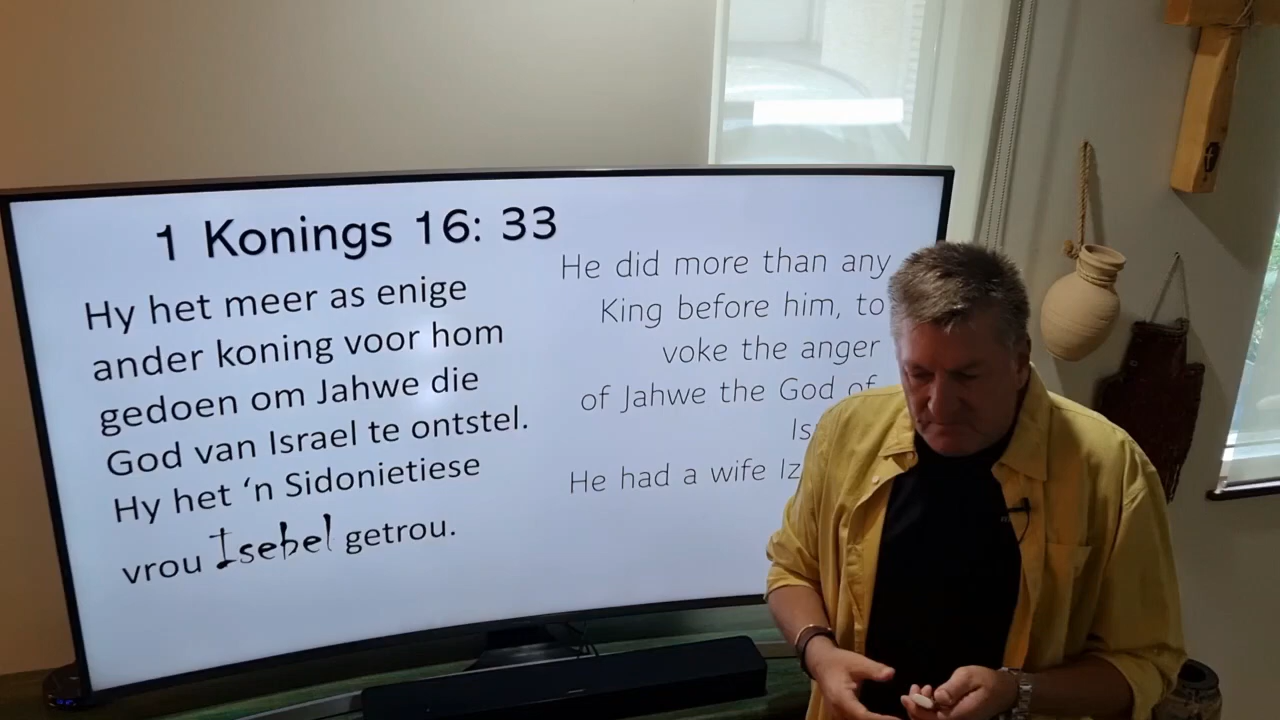 1 Konings 16: 33
Hy het meer as enige
ander koning voor hom
gedoen om Jahwe die
God van Israel te ontstel.
Hy het ‘n Sidonietiese
vrou Isebel getrou.
He did more than any
King before him, to
voke the anger
of Jahwe the God of
He had a wife